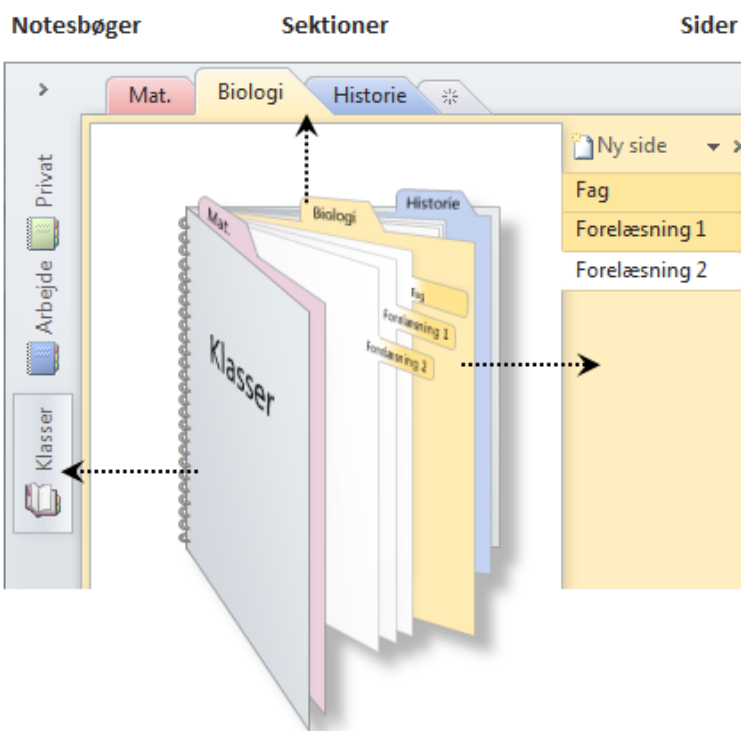 Notesbøger
Sektioner
Sider
Mat.
Biologi
Historie
Privat
Arbejde
Klasser
Mat.
Biologi
Historie
Fag
Forelæsning 1
Forelæsning 2
Klasser
Ny side
Fag
Forelæsning 1
Forelæsning 2